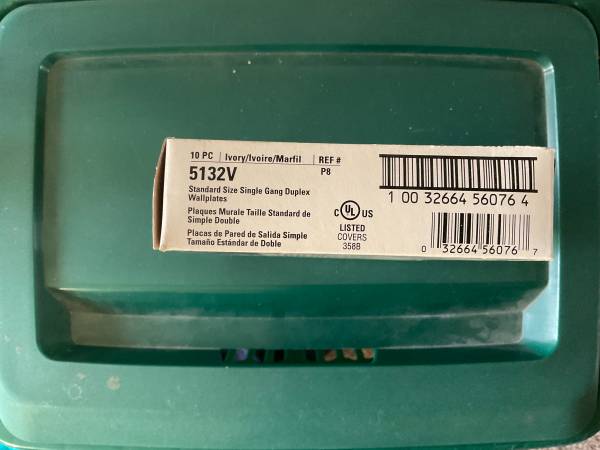 10 PC | Ivory/Ivoire/Marfil | REF #
5132V P8
Standard Size Single Gang Duplex
Wallplates
Plaques Murale Taille Standard de
Simple Double
Placas de Pared de Salida Simple
Tamaño Estándar de Doble
C UL US
LISTED
COVERS
358B
1 00 32664 56076 4
0 32664 56076 7